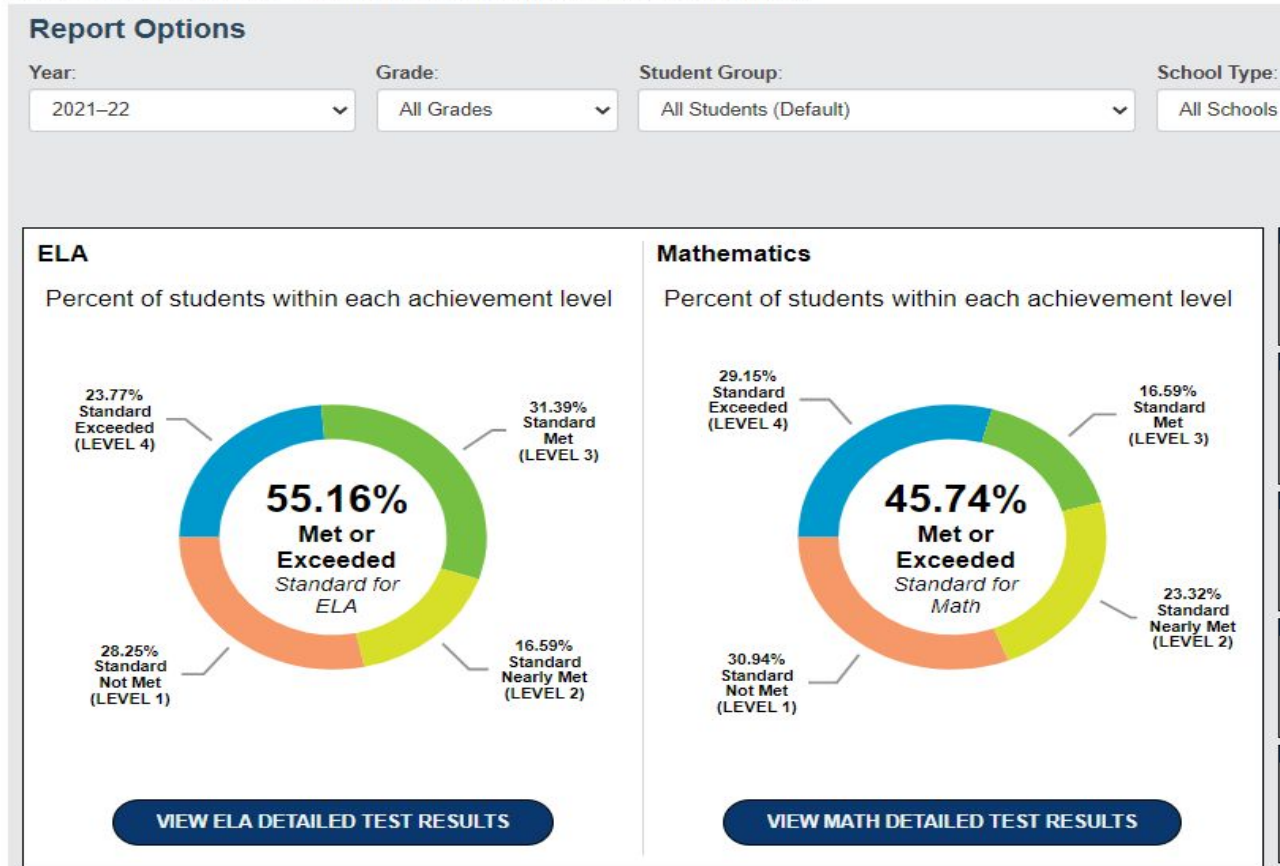 Report Options
Year: Grade: Student Group: School Type:
2021–22 All Grades All Students (Default) All Schools
ELA
Percent of students within each achievement level
23.77%
Standard
Exceeded
(LEVEL 4)
31.39%
Standard
Met
(LEVEL 3)
55.16%
Met or
Exceeded
Standard for
ELA
28.25%
Standard
Not Met
(LEVEL 1)
16.59%
Standard
Nearly Met
(LEVEL 2)
VIEW ELA DETAILED TEST RESULTS
Mathematics
Percent of students within each achievement level
29.15%
Standard
Exceeded
(LEVEL 4)
16.59%
Standard
Met
(LEVEL 3)
45.74%
Met or
Exceeded
Standard for
Math
30.94%
Standard
Not Met
(LEVEL 1)
23.32%
Standard
Nearly Met
(LEVEL 2)
VIEW MATH DETAILED TEST RESULTS